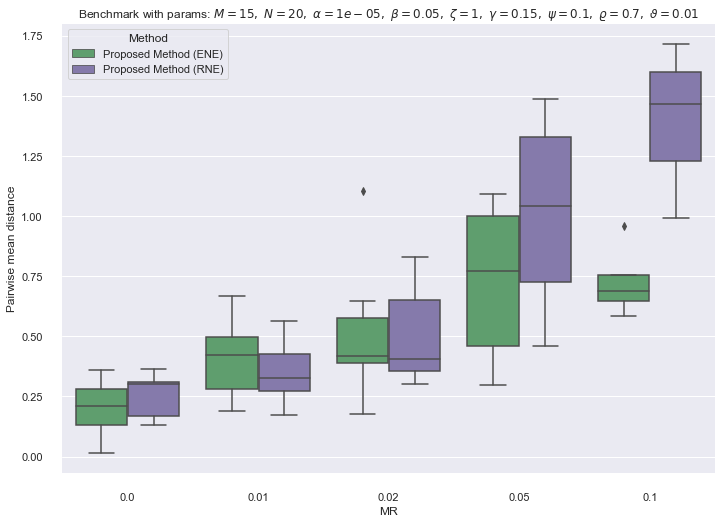 Benchmark with params: M = 15, N = 20, α = 1e − 05, β = 0.05, ζ = 1, γ = 0.15, ψ = 0.1, ϱ = 0.7, ϑ = 0.01
Method
Proposed Method (ENE)
Proposed Method (RNE)
Pairwise mean distance
1.75
1.50
1.25
1.00
0.75
0.50
0.25
0.00
0.0 0.01 0.02 0.05 0.1
MR